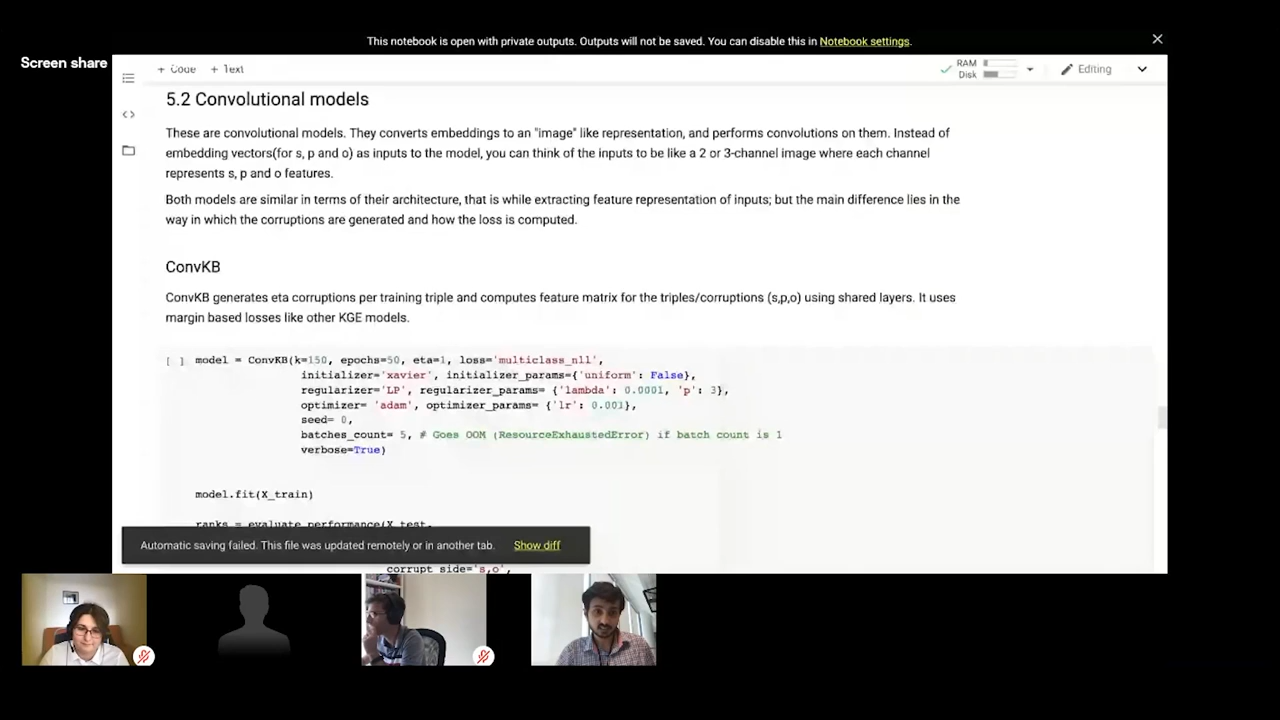 This notebook is open with private outputs. Outputs will not be saved. You can disable this in Notebook settings.
Screen share
+ Code + Text
RAM
Disk
Editing
5.2 Convolutional models
These are convolutional models. They converts embeddings to an "image" like representation, and performs convolutions on them. Instead of
embedding vectors(for s, p and o) as inputs to the model, you can think of the inputs to be like a 2 or 3-channel image where each channel
represents s, p and o features.
Both models are similar in terms of their architecture, that is while extracting feature representation of inputs; but the main difference lies in the
way in which the corruptions are generated and how the loss is computed.
ConvKB
ConvKB generates eta corruptions per training triple and computes feature matrix for the triples/corruptions (s,p,o) using shared layers. It uses
margin based losses like other KGE models.
[ ] model = ConvKB(k=150, epochs=50, eta=1, loss='multiclass_nll',
initializer='xavier', initializer_params={'uniform': False},
regularizer='LP', regularizer_params= {'lambda': 0.0001, 'p': 3},
optimizer= 'adam', optimizer_params= {'lr': 0.001},
seed= 0,
batches_count= 5, # Goes OOM (ResourceExhaustedError) if batch count is 1
verbose=True)
model.fit(X_train)
ranks = evaluate_performance(X_test,
Automatic saving failed. This file was updated remotely or in another tab. Show diff
corrupt_side='s,o',